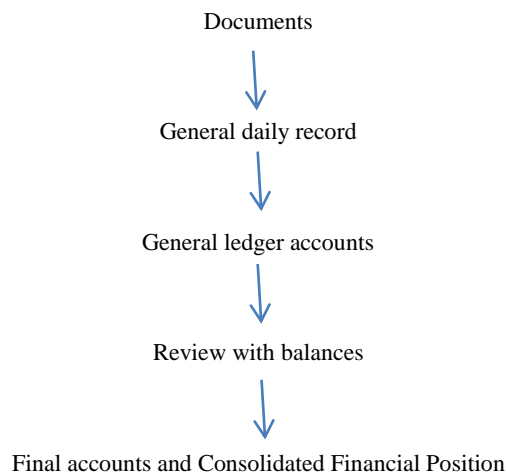 Documents
General daily record
General ledger accounts
Review with balances
Final accounts and Consolidated Financial Position